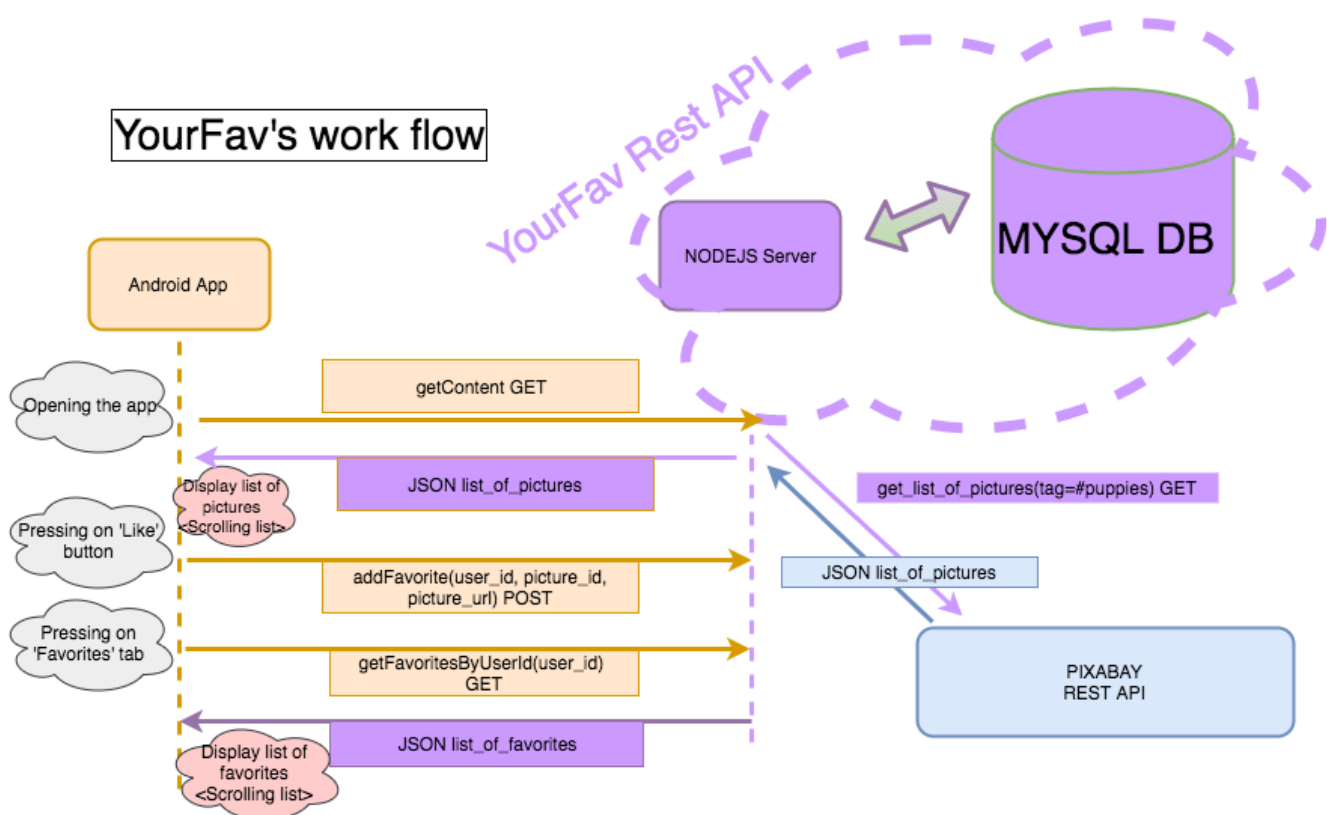 YourFav's work flow
YourFav Rest API
NODEJS Server
MYSQL DB
Android App
Opening the app
getContent GET
JSON list_of_pictures
Display list of
pictures
<Scrolling list>
get_list_of_pictures(tag=#puppies) GET
Pressing on 'Like'
button
addFavorite(user_id, picture_id,
picture_url) POST
JSON list_of_pictures
Pressing on
'Favorites' tab
getFavoritesByUserId(user_id)
GET
PIXABAY
REST API
JSON list_of_favorites
Display list of
favorites
<Scrolling list>